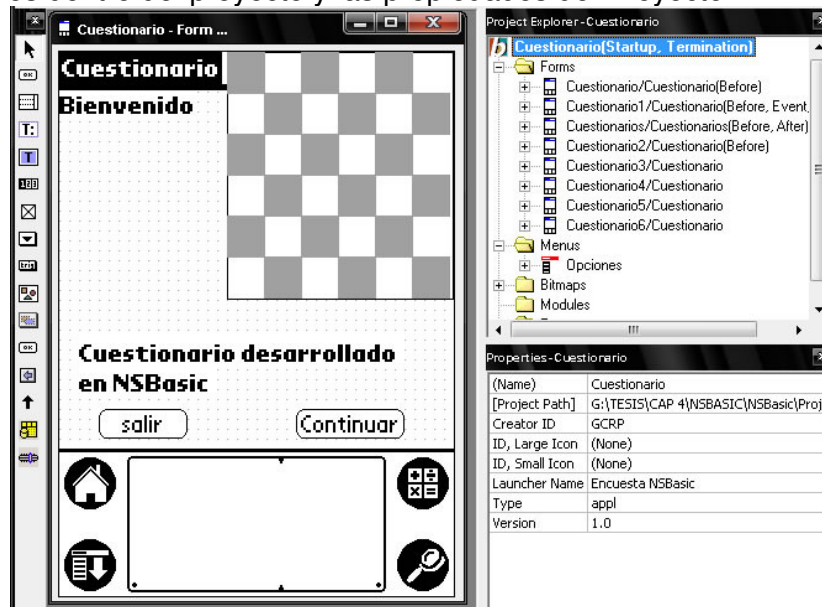 Cuestionario - Form ...
Cuestionario
Bienvenido
Cuestionario desarrollado
en NSBasic
salir
Continuar
Project Explorer - Cuestionario
Cuestionario(Startup, Termination)
Forms
Cuestionario/Cuestionario(Before)
Cuestionario1/Cuestionario(Before, Event,
Cuestionarios/Cuestionarios(Before, After)
Cuestionario2/Cuestionario(Before)
Cuestionario3/Cuestionario
Cuestionario4/Cuestionario
Cuestionario5/Cuestionario
Cuestionario6/Cuestionario
Menus
Opciones
Bitmaps
Modules
Properties - Cuestionario
(Name) Cuestionario
[Project Path] G:\TESIS\CAP 4\NSBASIC\NSBasic\Proj
Creator ID GCRP
ID, Large Icon (None)
ID, Small Icon (None)
Launcher Name Encuesta NSBasic
Type appl
Version 1.0